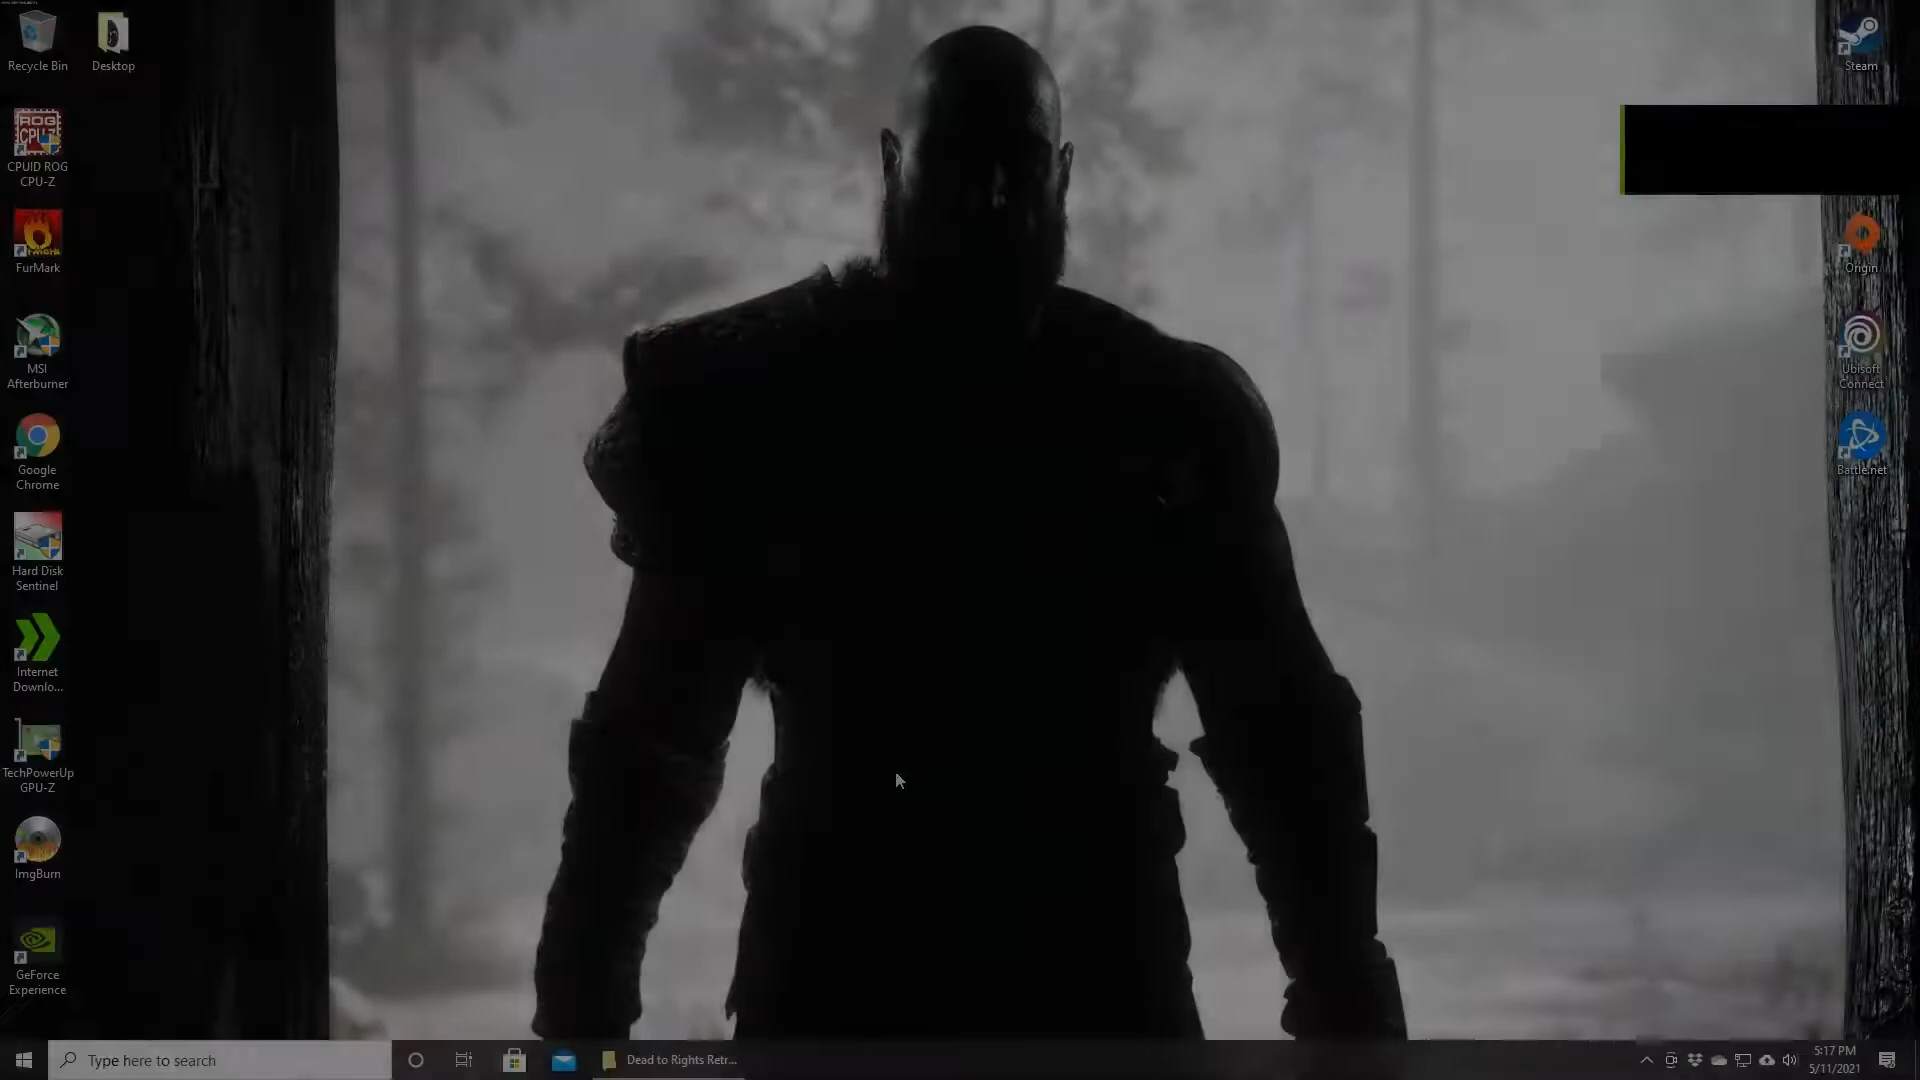 Recycle Bin
Desktop
ROG
CPU-Z
CPUID ROG
CPU-Z
FurMark
MSI
Afterburner
Google
Chrome
Hard Disk
Sentinel
Internet
Downlo...
TechPowerUp
GPU-Z
ImgBurn
GeForce
Experience
Steam
Origin
Ubisoft
Connect
Battle.net
Type here to search
Dead to Rights Retr...
5:17 PM
5/11/2021